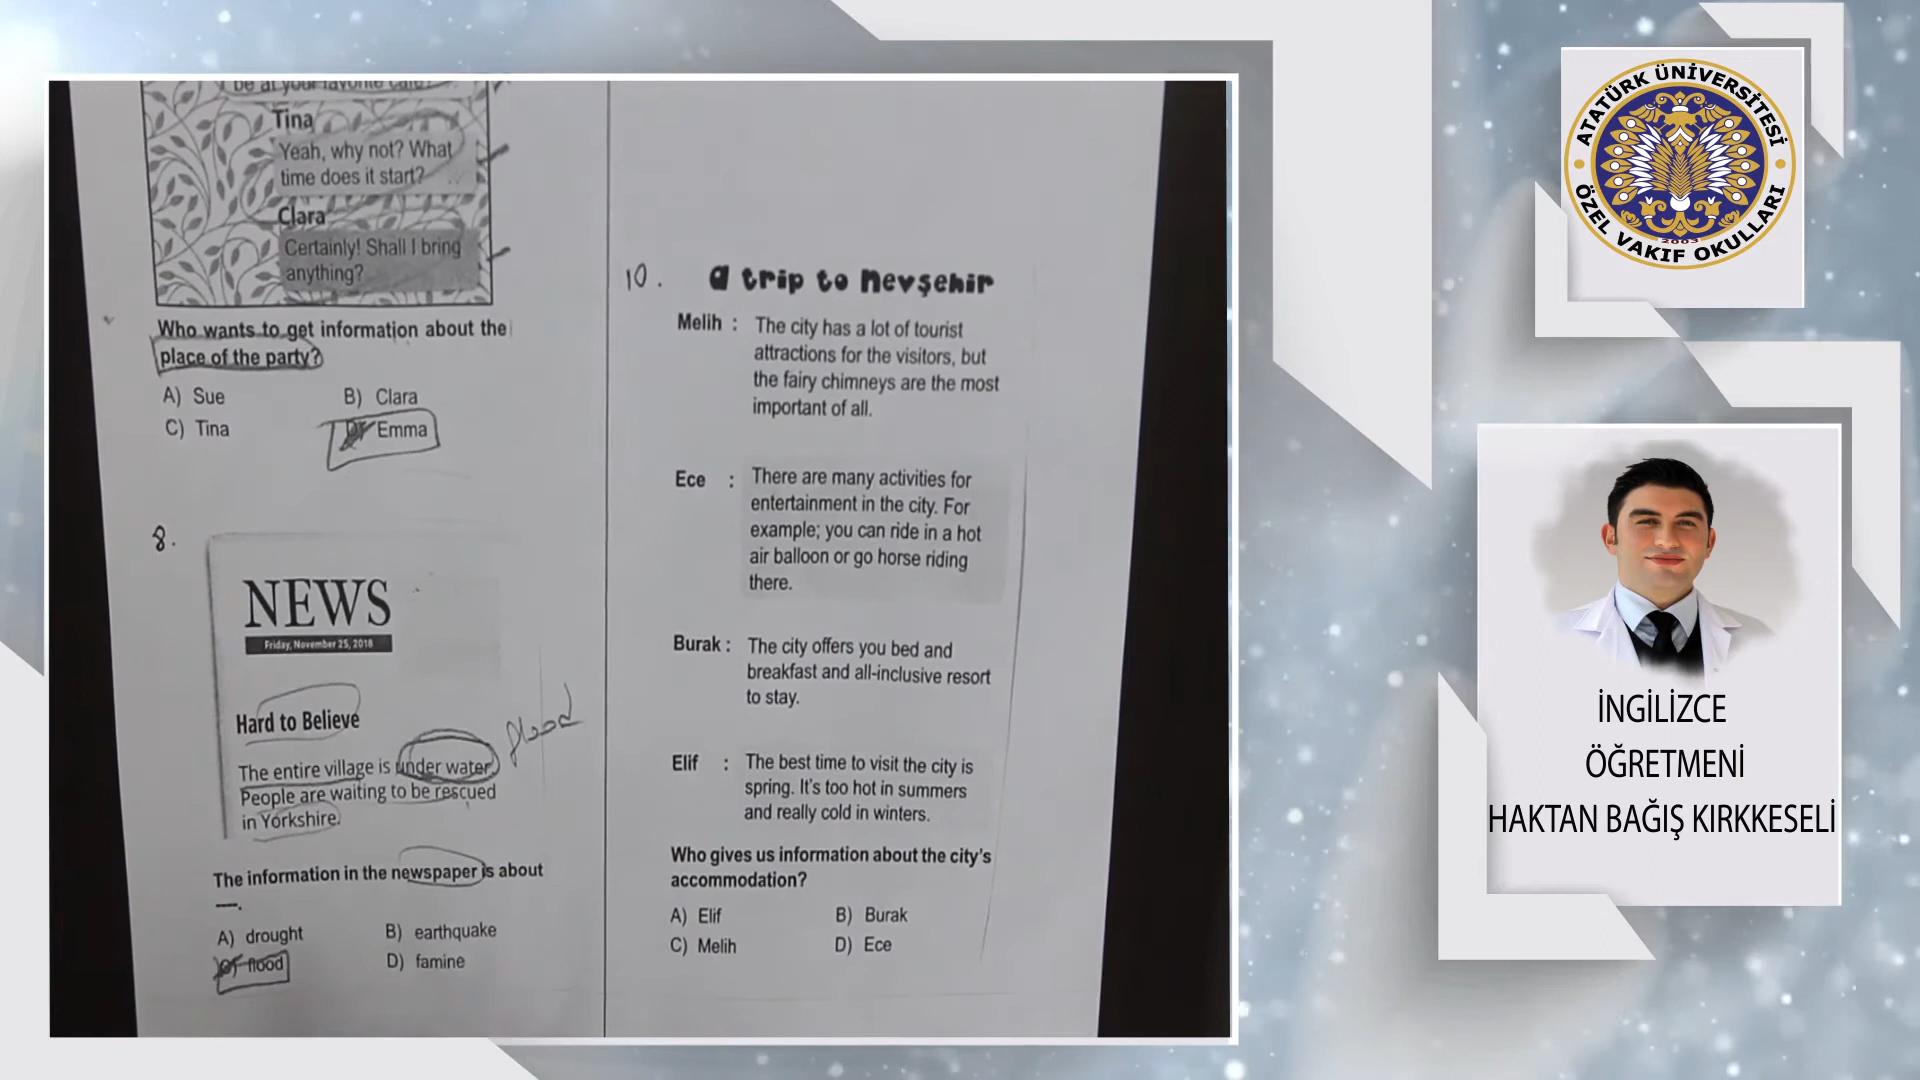 be at your favorite cafe?
Tina
Yeah, why not? What
time does it start?
Clara
Certainly! Shall I bring
anything?
Who wants to get information about the
place of the party?
A) Sue
B) Clara
C) Tina
D) Emma
8.
NEWS
Friday, November 25, 2018
Hard to Believe
The entire village is under water.
People are waiting to be rescued
in Yorkshire.
flood
The information in the newspaper is about
----.
A) drought
B) earthquake
C) flood
D) famine
10.
a trip to Nevşehir
Melih : The city has a lot of tourist
attractions for the visitors, but
the fairy chimneys are the most
important of all.
Ece : There are many activities for
entertainment in the city. For
example; you can ride in a hot
air balloon or go horse riding
there.
Burak : The city offers you bed and
breakfast and all-inclusive resort
to stay.
Elif : The best time to visit the city is
spring. It's too hot in summers
and really cold in winters.
Who gives us information about the city's
accommodation?
A) Elif
B) Burak
C) Melih
D) Ece
ATATÜRK ÜNİVERSİTESİ
ÖZEL VAKIF OKULLARI
2003
İNGİLİZCE
ÖĞRETMENİ
HAKTAN BAĞIŞ KIRKKESELİ